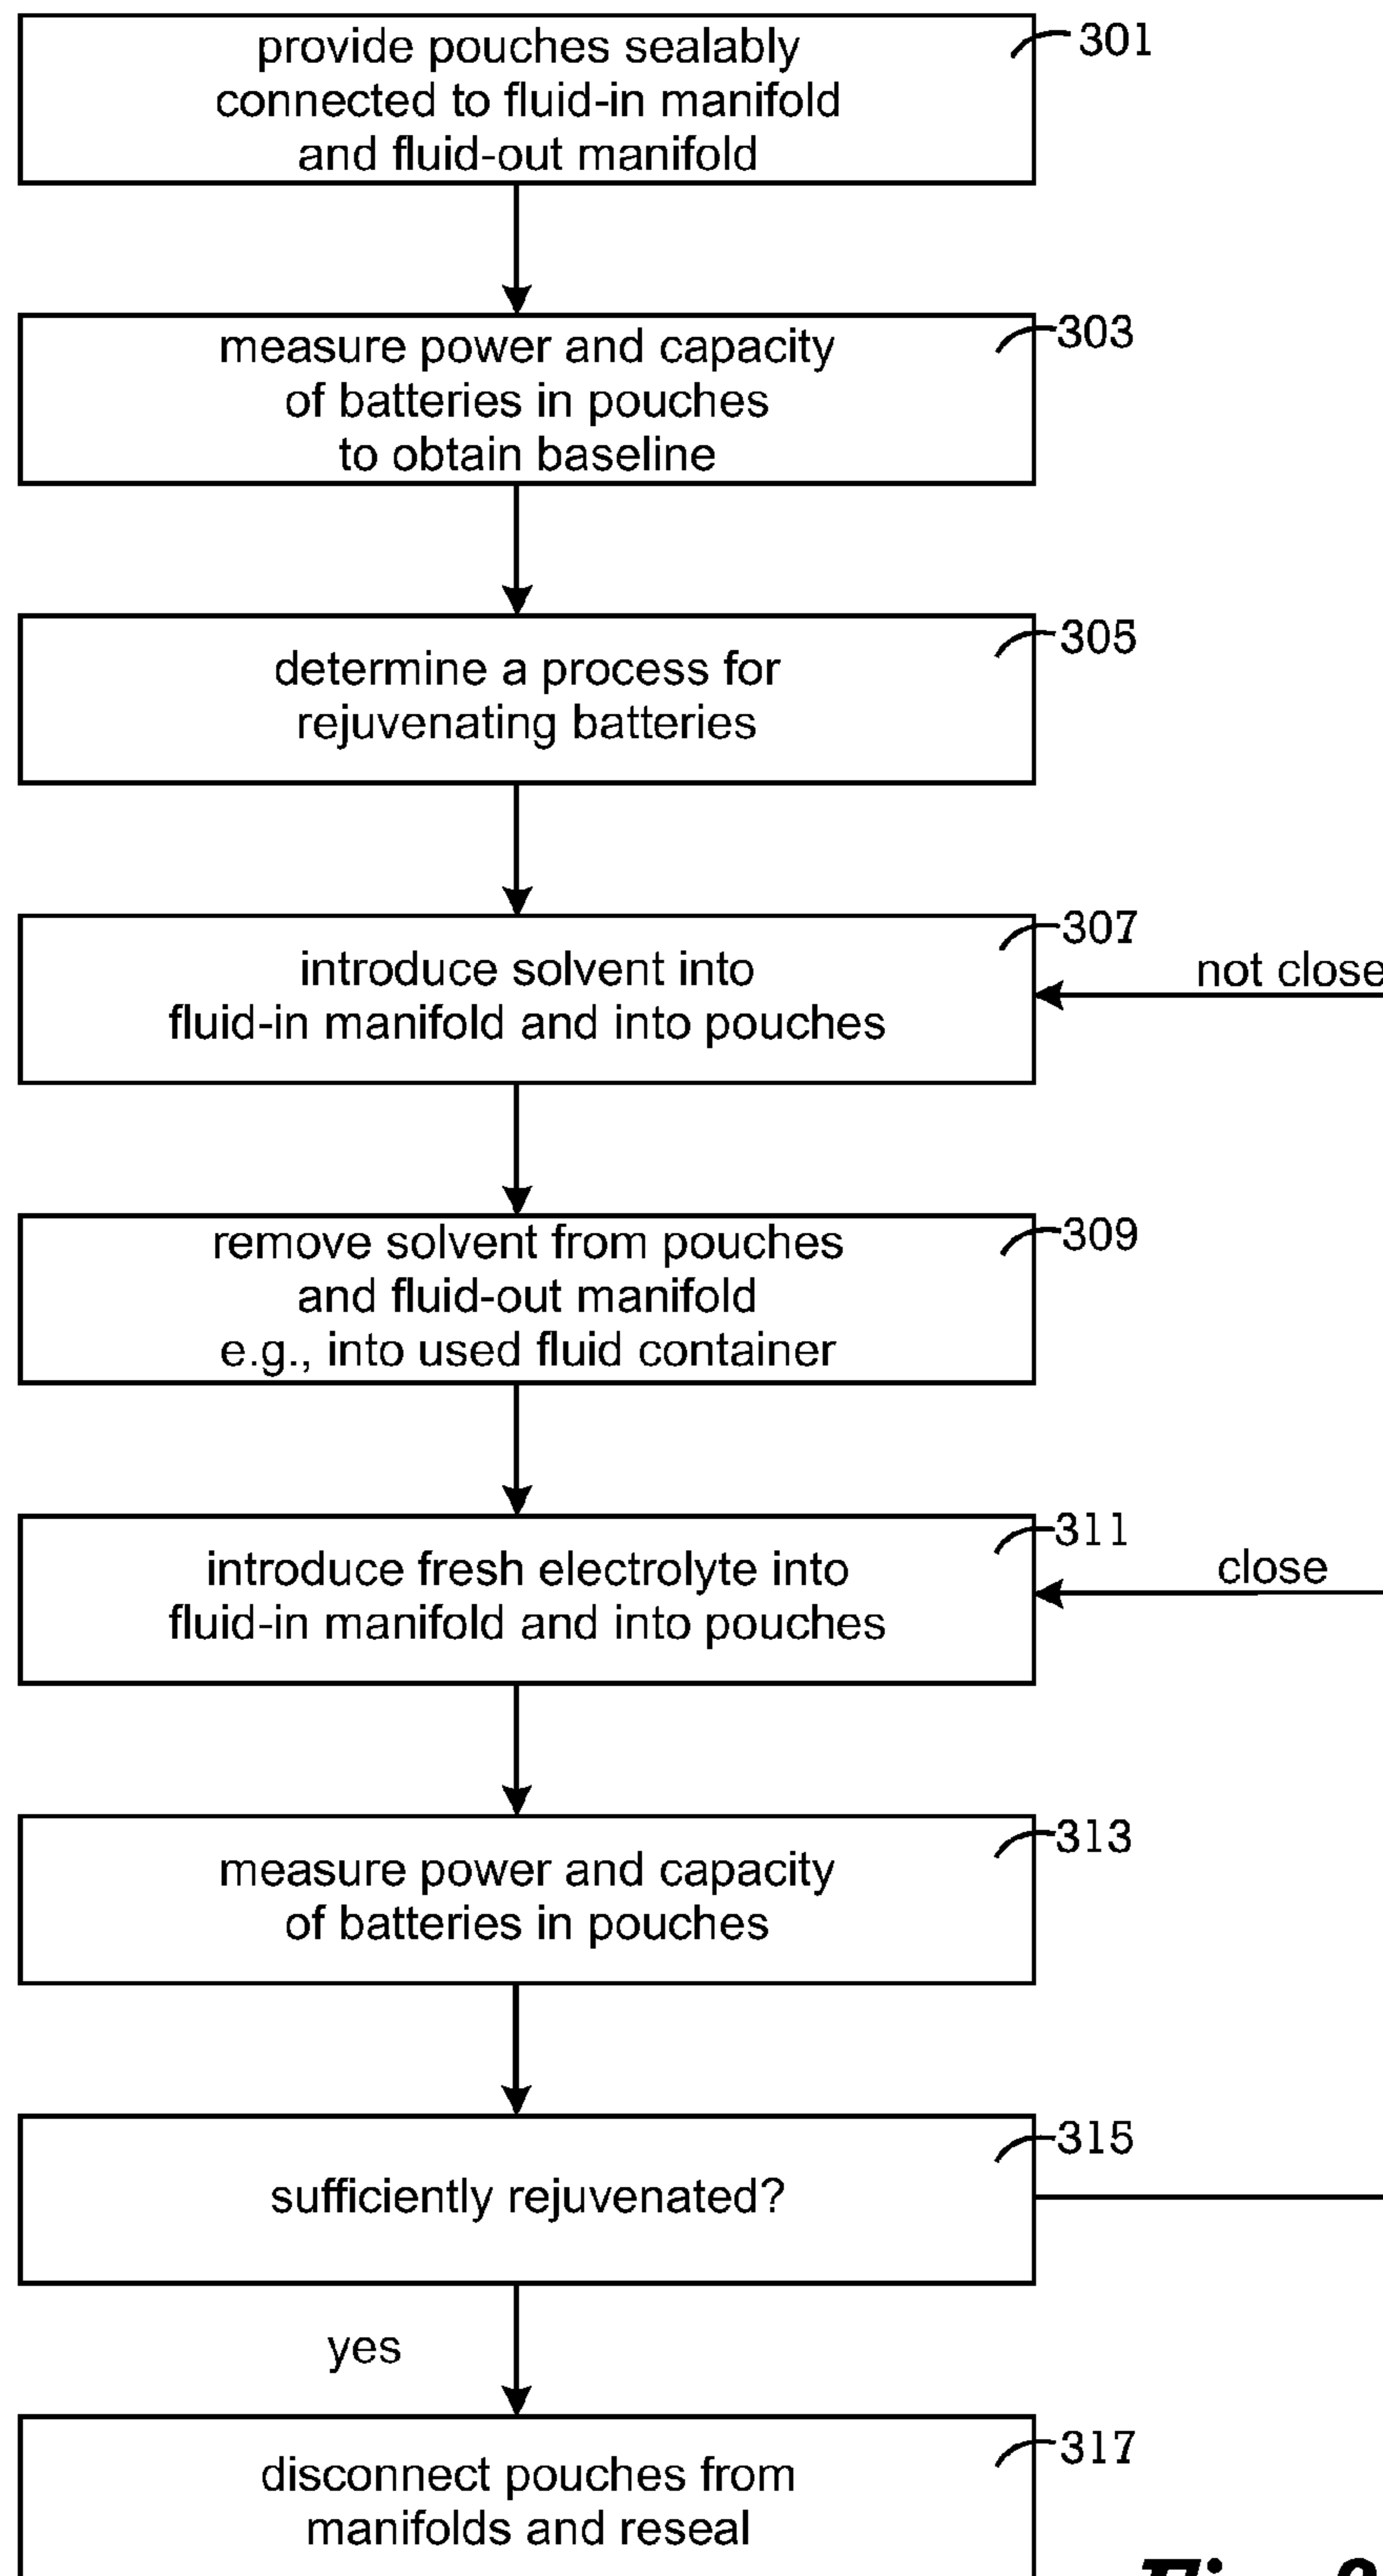 provide pouches sealably
connected to fluid-in manifold
and fluid-out manifold
301
measure power and capacity
of batteries in pouches
to obtain baseline
303
determine a process for
rejuvenating batteries
305
introduce solvent into
fluid-in manifold and into pouches
307
not close
remove solvent from pouches
and fluid-out manifold
e.g., into used fluid container
309
introduce fresh electrolyte into
fluid-in manifold and into pouches
311
close
measure power and capacity
of batteries in pouches
313
sufficiently rejuvenated?
315
yes
disconnect pouches from
manifolds and reseal
317